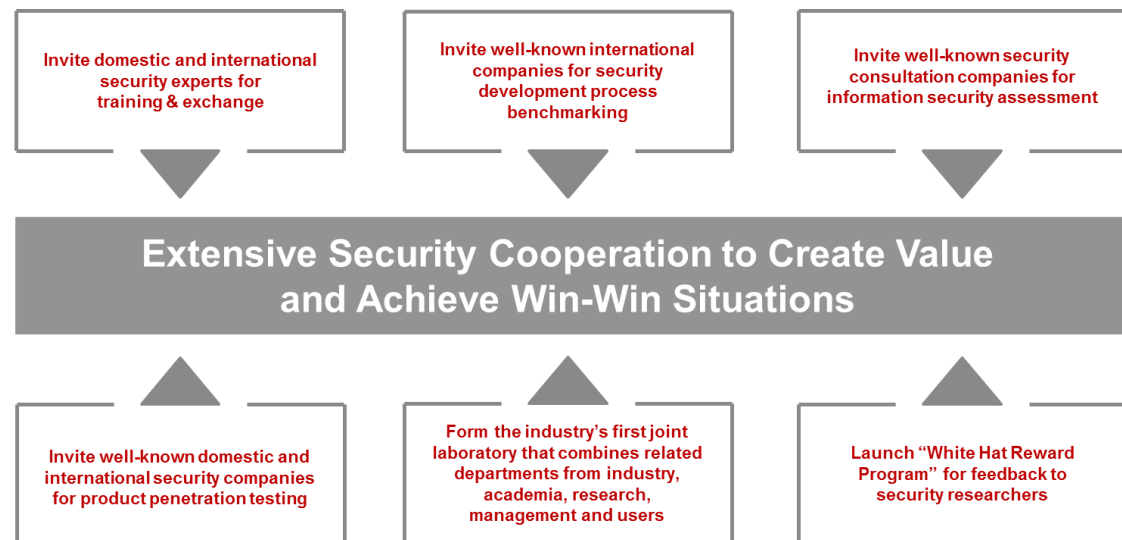 Invite domestic and international
security experts for
training & exchange
Invite well-known international
companies for security
development process
benchmarking
Invite well-known security
consultation companies for
information security assessment
Extensive Security Cooperation to Create Value
and Achieve Win-Win Situations
Invite well-known domestic and
international security companies
for product penetration testing
Form the industry’s first joint
laboratory that combines related
departments from industry,
academia, research,
management and users
Launch “White Hat Reward
Program” for feedback to
security researchers